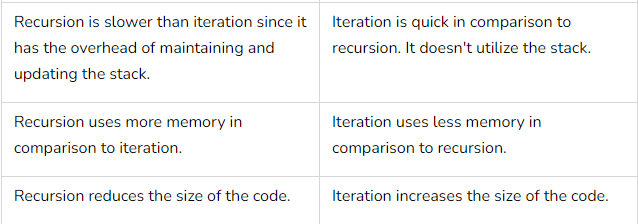 Recursion is slower than iteration since it
has the overhead of maintaining and
updating the stack.
Iteration is quick in comparison to
recursion. It doesn't utilize the stack.
Recursion uses more memory in
comparison to iteration.
Iteration uses less memory in
comparison to recursion.
Recursion reduces the size of the code.
Iteration increases the size of the code.